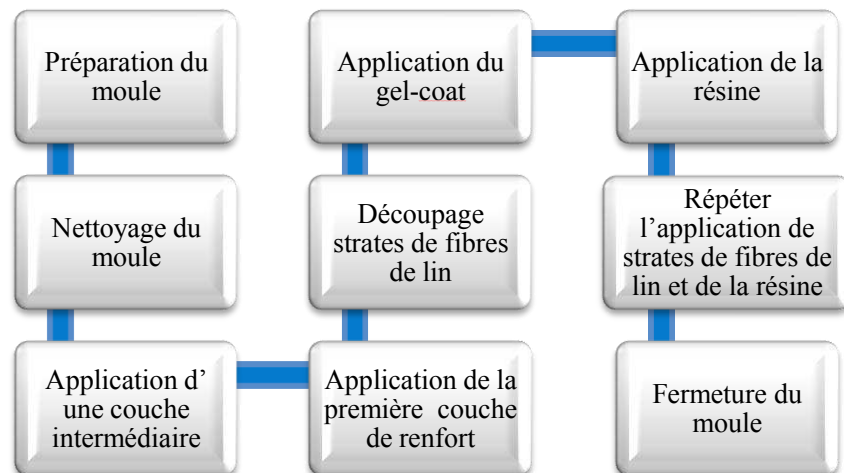 Préparation du
moule
Nettoyage du
moule
Application d’
une couche
intermédiaire
Application de la
première couche
de renfort
Découpage
strates de fibres
de lin
Application du
gel-coat
Application de la
résine
Répéter
l’application de
strates de fibres de
lin et de la résine
Fermeture du
moule